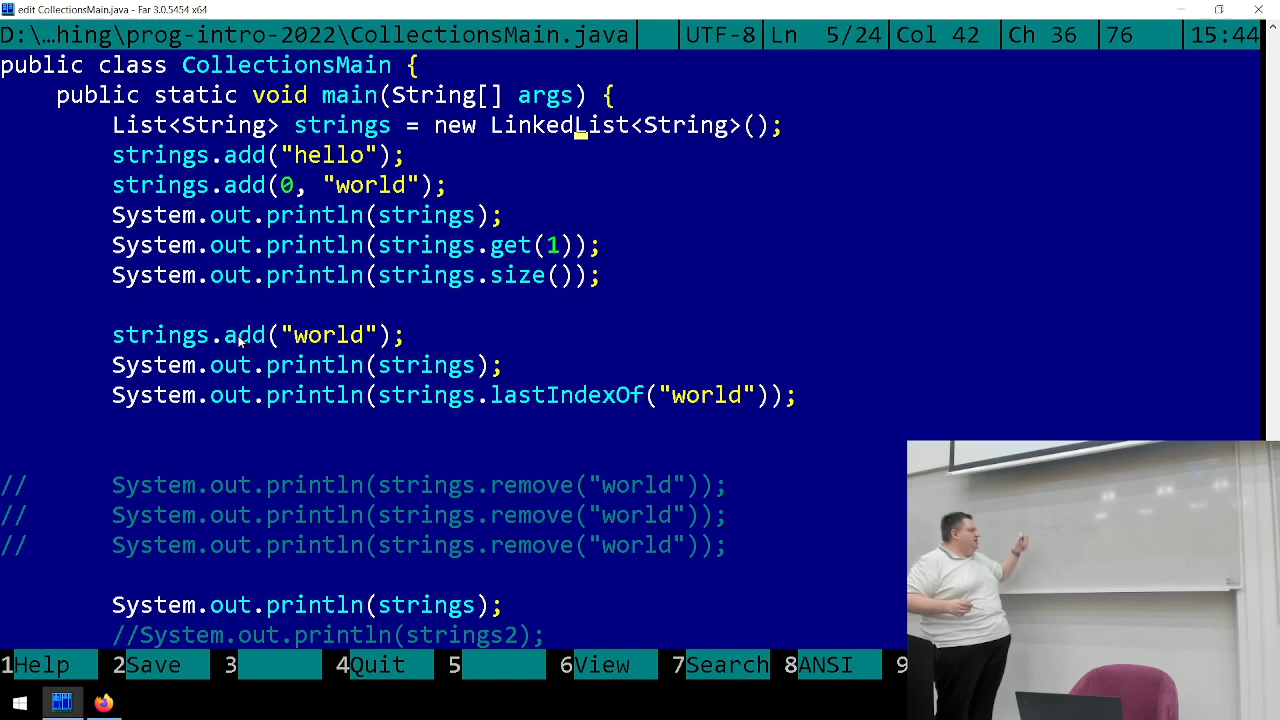 edit CollectionsMain.java - Far 3.0.5454 x64
D:\…hing\prog-intro-2022\CollectionsMain.java UTF-8 Ln 5/24 Col 42 Ch 36 76 15:44
public class CollectionsMain {
    public static void main(String[] args) {
        List<String> strings = new LinkedList<String>();
        strings.add("hello");
        strings.add(0, "world");
        System.out.println(strings);
        System.out.println(strings.get(1));
        System.out.println(strings.size());
        strings.add("world");
        System.out.println(strings);
        System.out.println(strings.lastIndexOf("world"));
//      System.out.println(strings.remove("world"));
//      System.out.println(strings.remove("world"));
//      System.out.println(strings.remove("world"));
        System.out.println(strings);
        //System.out.println(strings2);
1Help 2Save 3 4Quit 5 6View 7Search 8ANSI 9